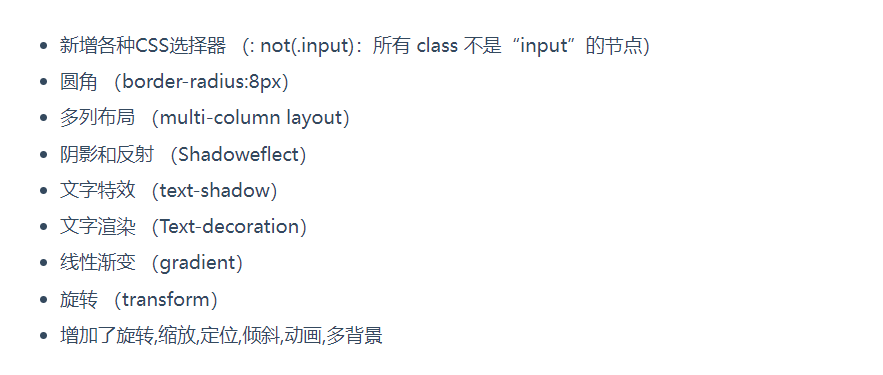 新增各种CSS选择器 （: not(.input)：所有 class 不是“input”的节点）
圆角 （border-radius:8px）
多列布局 （multi-column layout）
阴影和反射 （Shadoweflect）
文字特效 （text-shadow）
文字渲染 （Text-decoration）
线性渐变 （gradient）
旋转 （transform）
增加了旋转,缩放,定位,倾斜,动画,多背景